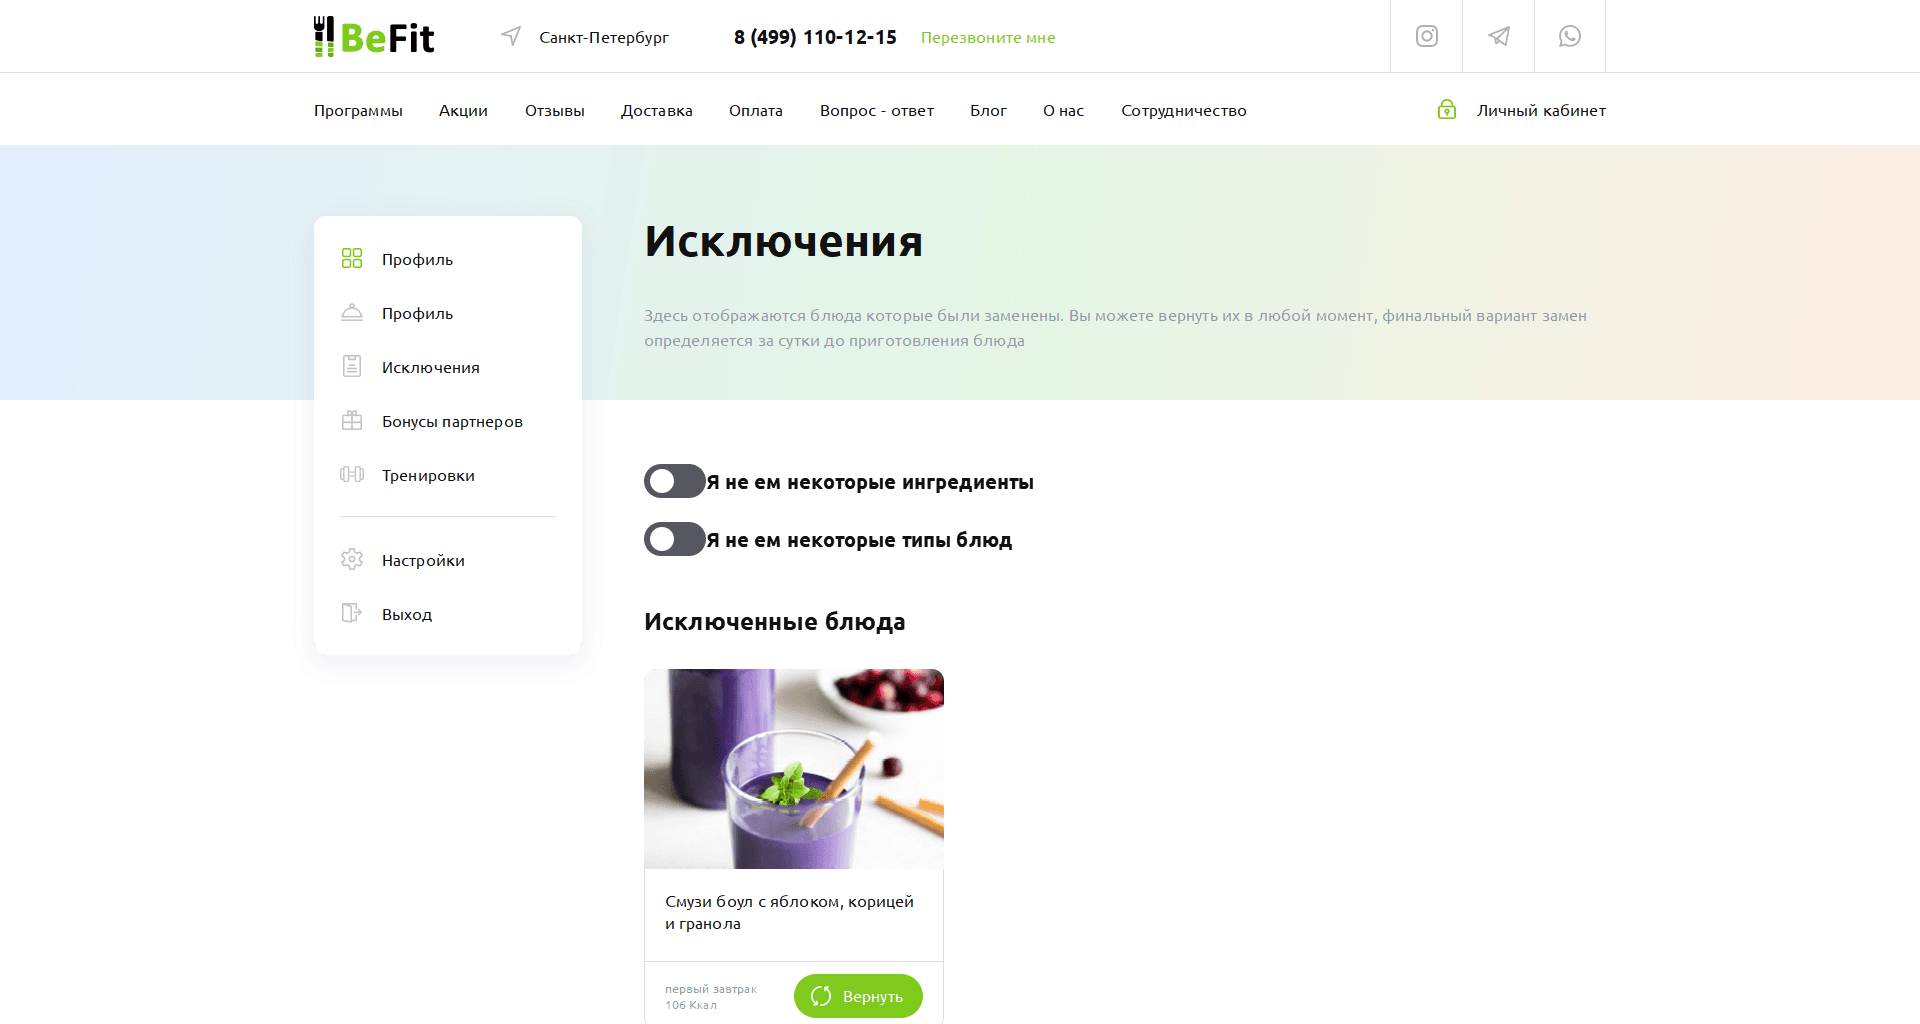 BeFit
Санкт-Петербург
8 (499) 110-12-15
Перезвоните мне
Программы
Акции
Отзывы
Доставка
Оплата
Вопрос - ответ
Блог
О нас
Сотрудничество
Личный кабинет
Профиль
Профиль
Исключения
Бонусы партнеров
Тренировки
Настройки
Выход
Исключения
Здесь отображаются блюда которые были заменены. Вы можете вернуть их в любой момент, финальный вариант замен
определяется за сутки до приготовления блюда
Я не ем некоторые ингредиенты
Я не ем некоторые типы блюд
Исключенные блюда
Смузи боул с яблоком, корицей
и гранола
первый завтрак
106 Ккал
Вернуть